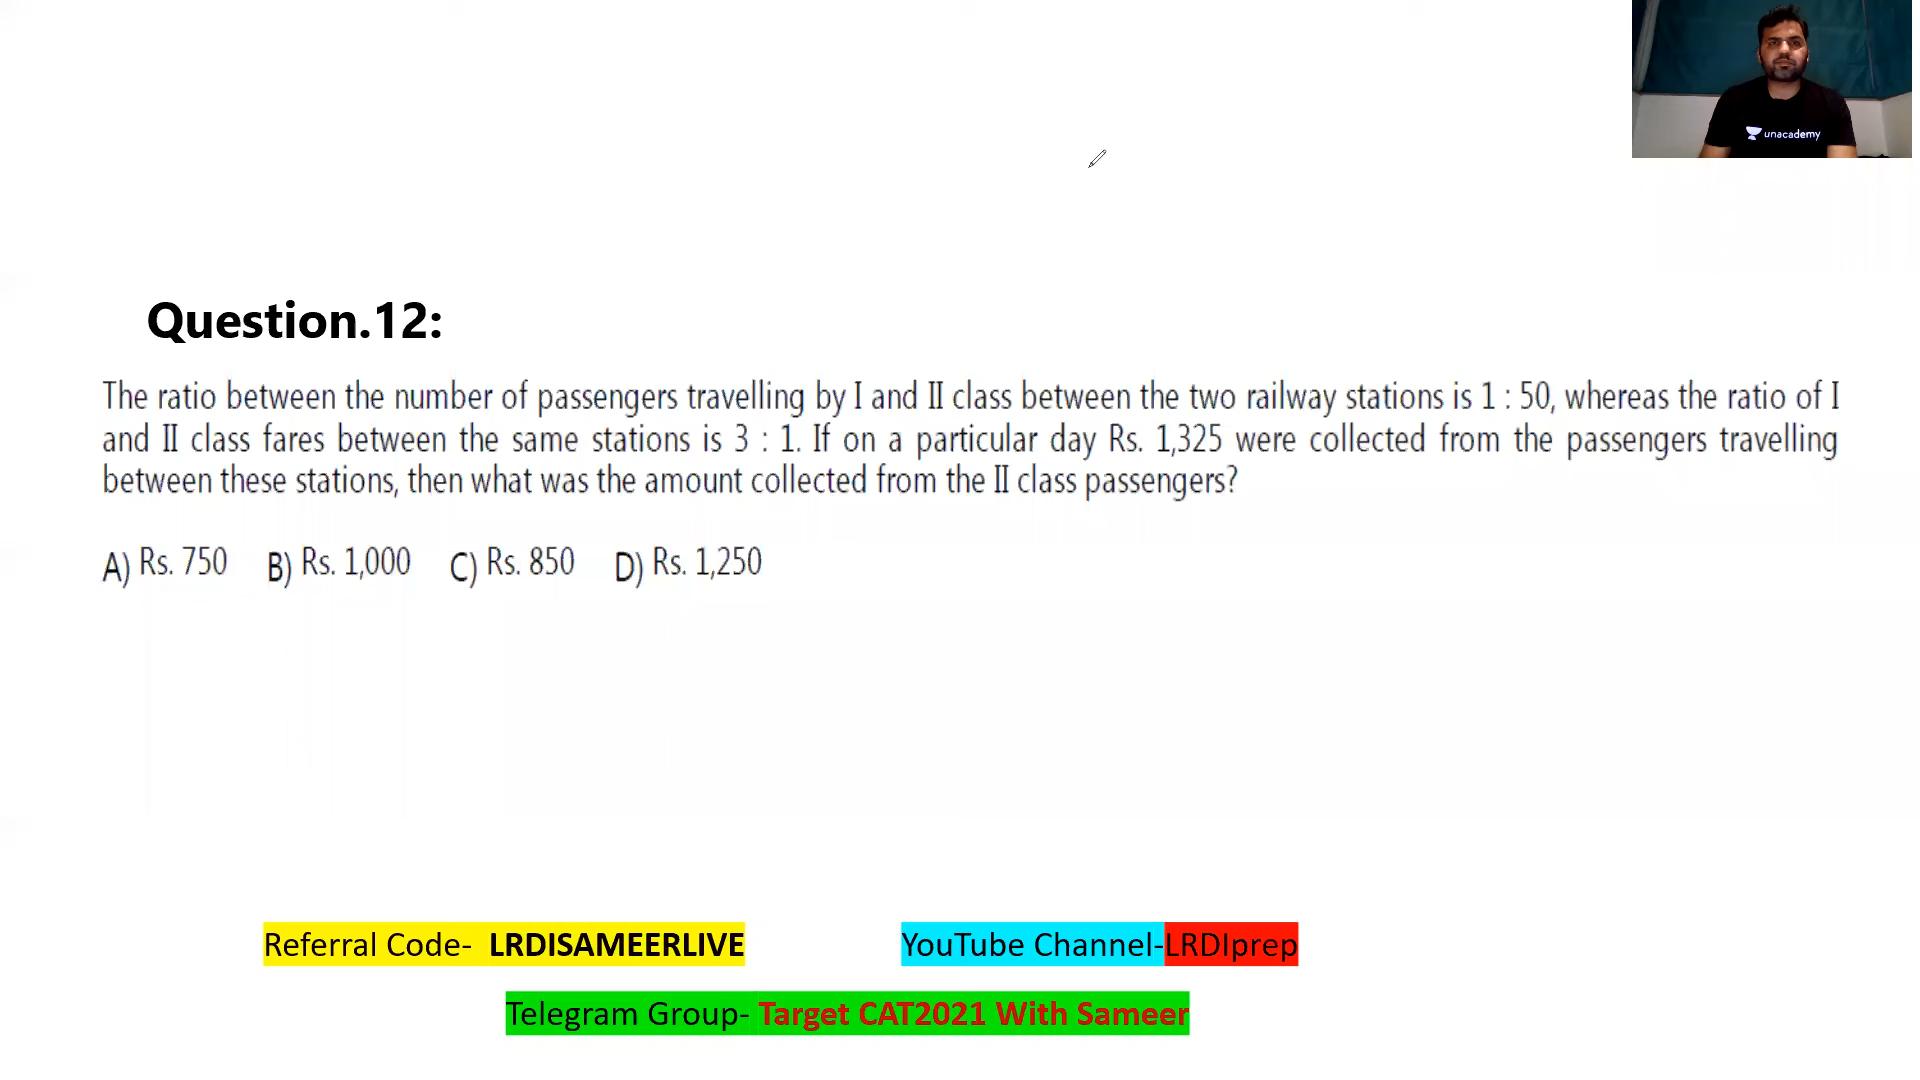 unacademy
Question.12:
The ratio between the number of passengers travelling by I and II class between the two railway stations is 1 : 50, whereas the ratio of I
and II class fares between the same stations is 3 : 1. If on a particular day Rs. 1,325 were collected from the passengers travelling
between these stations, then what was the amount collected from the II class passengers?
A) Rs. 750 B) Rs. 1,000 C) Rs. 850 D) Rs. 1,250
Referral Code- LRDISAMEERLIVE YouTube Channel-LRDIprep
Telegram Group- Target CAT2021 With Sameer